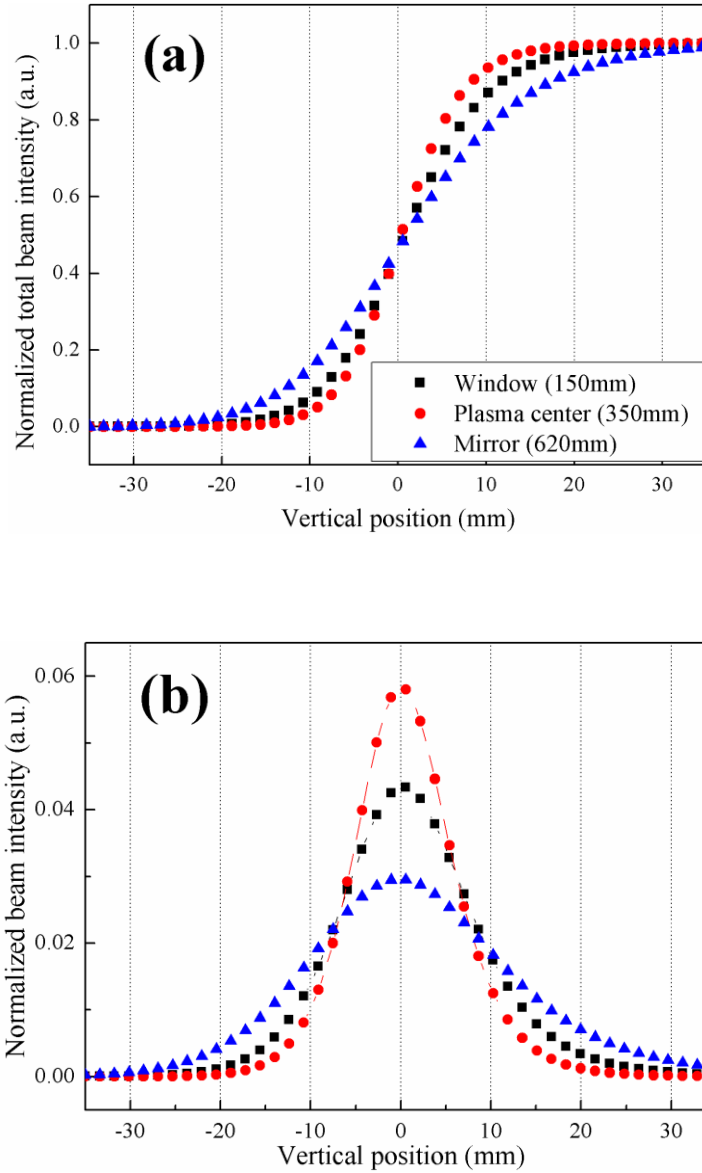 (a)
1.0
0.8
0.6
0.4
0.2
0.0
Normalized total beam intensity (a.u.)
Window (150mm)
Plasma center (350mm)
Mirror (620mm)
-30 -20 -10 0 10 20 30
Vertical position (mm)
(b)
0.06
0.04
0.02
0.00
Normalized beam intensity (a.u.)
-30 -20 -10 0 10 20 30
Vertical position (mm)